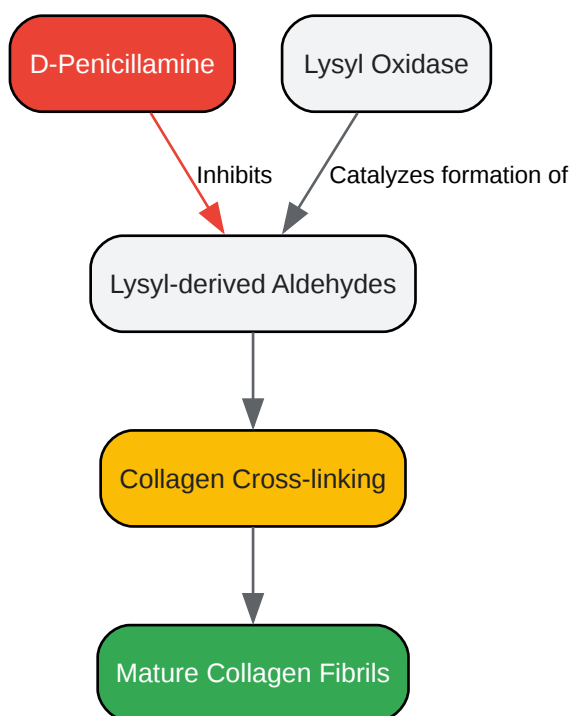 D-Penicillamine
Lysyl Oxidase
Inhibits
Catalyzes formation of
Lysyl-derived Aldehydes
Collagen Cross-linking
Mature Collagen Fibrils